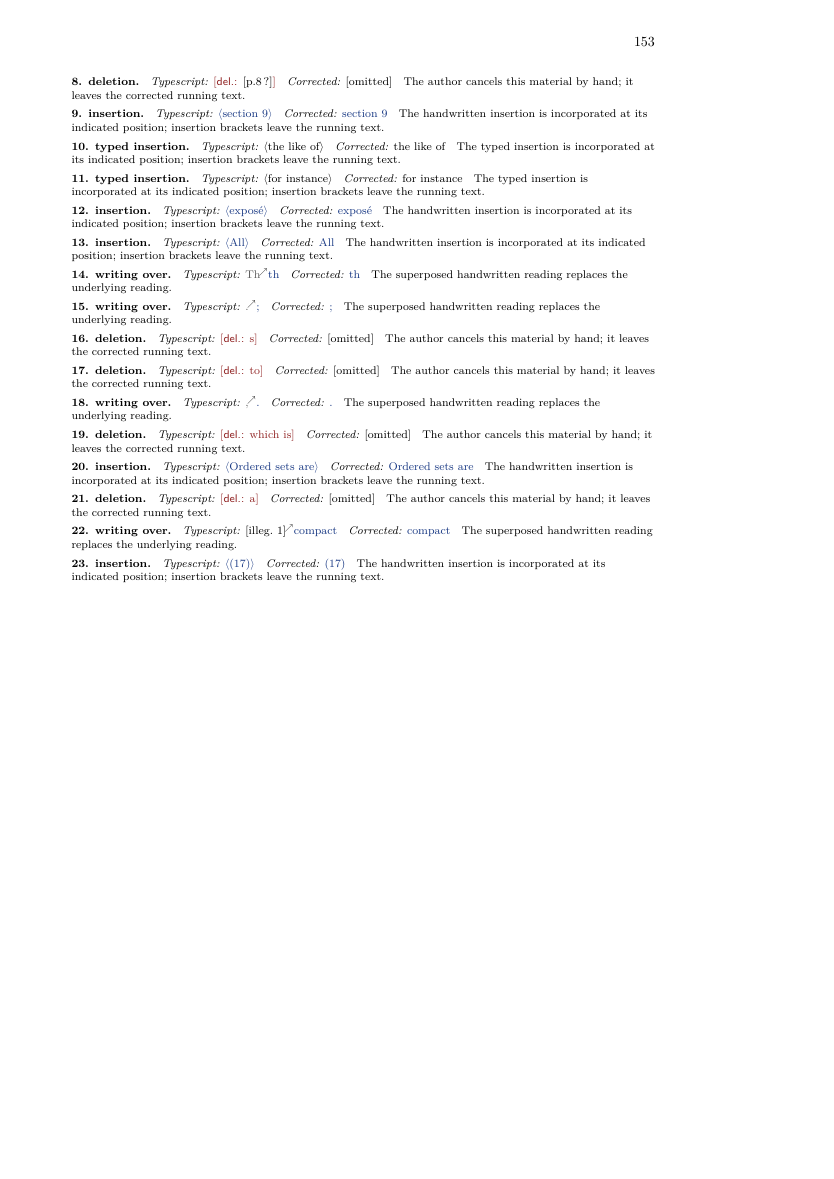 153
8. deletion. Typescript: [del.: [p.8 ?]] Corrected: [omitted] The author cancels this material by hand; it
leaves the corrected running text.
9. insertion. Typescript: ⟨section 9⟩ Corrected: section 9 The handwritten insertion is incorporated at its
indicated position; insertion brackets leave the running text.
10. typed insertion. Typescript: ⟨the like of⟩ Corrected: the like of The typed insertion is incorporated at
its indicated position; insertion brackets leave the running text.
11. typed insertion. Typescript: ⟨for instance⟩ Corrected: for instance The typed insertion is
incorporated at its indicated position; insertion brackets leave the running text.
12. insertion. Typescript: ⟨exposé⟩ Corrected: exposé The handwritten insertion is incorporated at its
indicated position; insertion brackets leave the running text.
13. insertion. Typescript: ⟨All⟩ Corrected: All The handwritten insertion is incorporated at its indicated
position; insertion brackets leave the running text.
14. writing over. Typescript: Th↗th Corrected: th The superposed handwritten reading replaces the
underlying reading.
15. writing over. Typescript: .↗; Corrected: ; The superposed handwritten reading replaces the
underlying reading.
16. deletion. Typescript: [del.: s] Corrected: [omitted] The author cancels this material by hand; it leaves
the corrected running text.
17. deletion. Typescript: [del.: to] Corrected: [omitted] The author cancels this material by hand; it leaves
the corrected running text.
18. writing over. Typescript: ;↗. Corrected: . The superposed handwritten reading replaces the
underlying reading.
19. deletion. Typescript: [del.: which is] Corrected: [omitted] The author cancels this material by hand; it
leaves the corrected running text.
20. insertion. Typescript: ⟨Ordered sets are⟩ Corrected: Ordered sets are The handwritten insertion is
incorporated at its indicated position; insertion brackets leave the running text.
21. deletion. Typescript: [del.: a] Corrected: [omitted] The author cancels this material by hand; it leaves
the corrected running text.
22. writing over. Typescript: [illeg. 1]↗compact Corrected: compact The superposed handwritten reading
replaces the underlying reading.
23. insertion. Typescript: ⟨(17)⟩ Corrected: (17) The handwritten insertion is incorporated at its
indicated position; insertion brackets leave the running text.